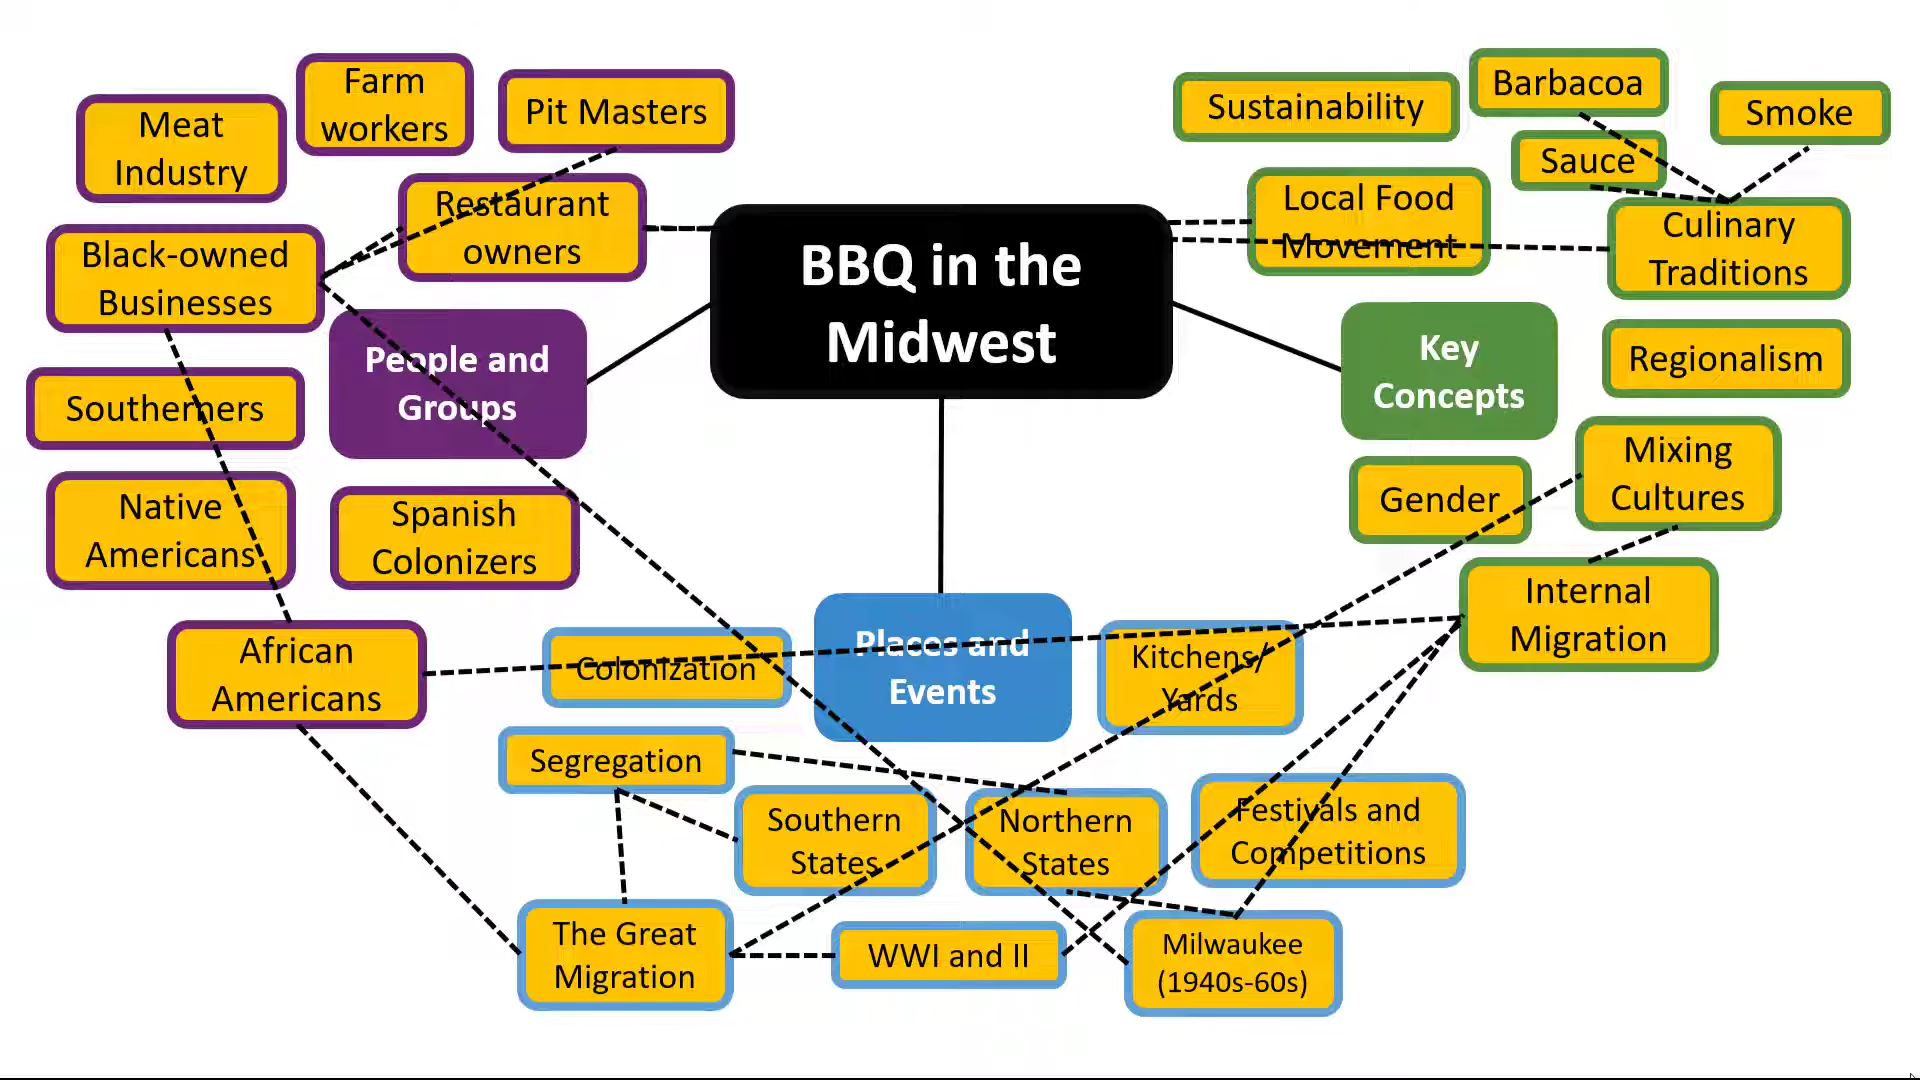 BBQ in the
Midwest
People and
Groups
Meat
Industry
Farm
workers
Pit Masters
Restaurant
owners
Black-owned
Businesses
Southerners
Native
Americans
Spanish
Colonizers
African
Americans
Places and
Events
Colonization
Kitchens/
Yards
Segregation
Southern
States
Northern
States
Festivals and
Competitions
The Great
Migration
WWI and II
Milwaukee
(1940s-60s)
Key
Concepts
Sustainability
Barbacoa
Smoke
Sauce
Local Food
Movement
Culinary
Traditions
Regionalism
Gender
Mixing
Cultures
Internal
Migration